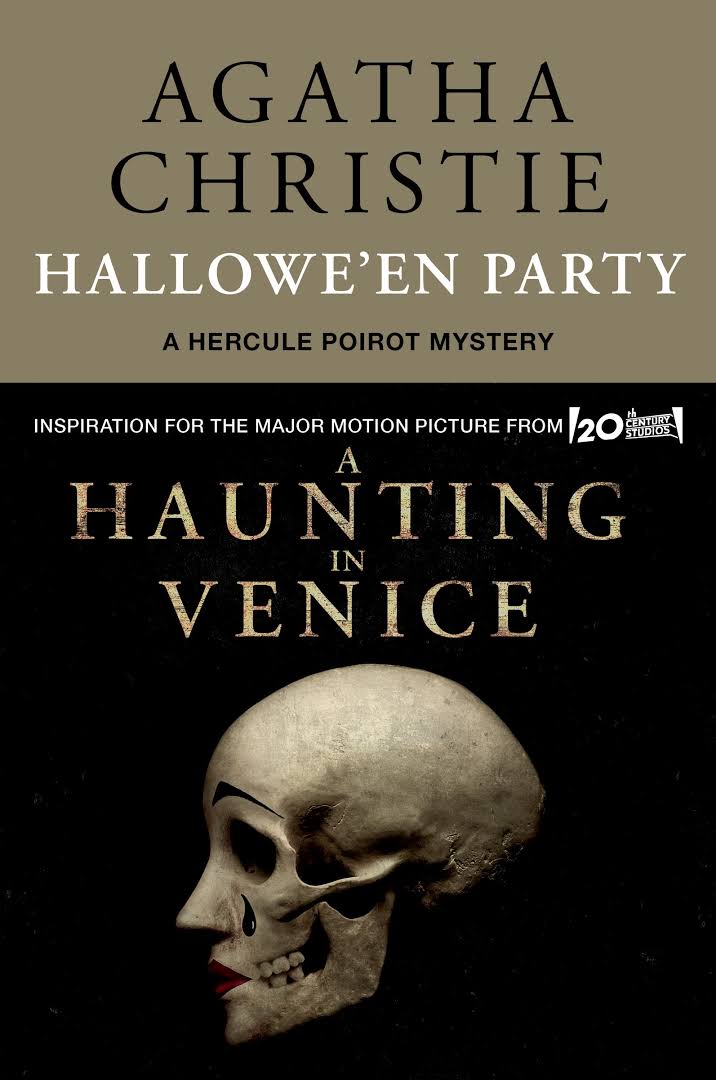 AGATHA
CHRISTIE
HALLOWE'EN PARTY
A HERCULE POIROT MYSTERY
INSPIRATION FOR THE MAJOR MOTION PICTURE FROM 20th CENTURY STUDIOS
A
HAUNTING
IN
VENICE